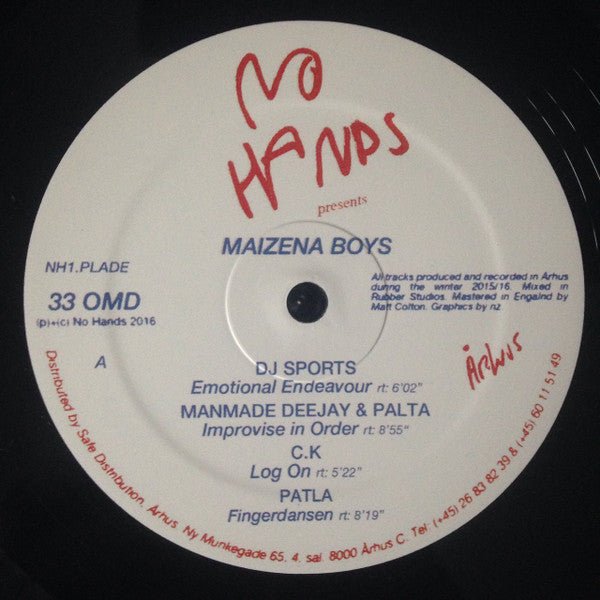 NO
HANDS
presents
MAIZENA BOYS
NH1.PLADE
33 OMD
(p)+(c) No Hands 2016
All tracks produced and recorded in Århus
during the winter 2015/16. Mixed in
Rubber Studios. Mastered in Engalnd by
Matt Colton. Graphics by nz
Århus
A
DJ SPORTS
Emotional Endeavour rt: 6'02"
MANMADE DEEJAY & PALTA
Improvise in Order rt: 8'55"
C.K
Log On rt: 5'22"
PATLA
Fingerdansen rt: 8'19"
Distributed by Safe Distribution. Århus. Ny Munkegade 65. 4. sal. 8000 Århus C. Tel: (+45) 26 83 82 39 & (+45) 60 11 51 49